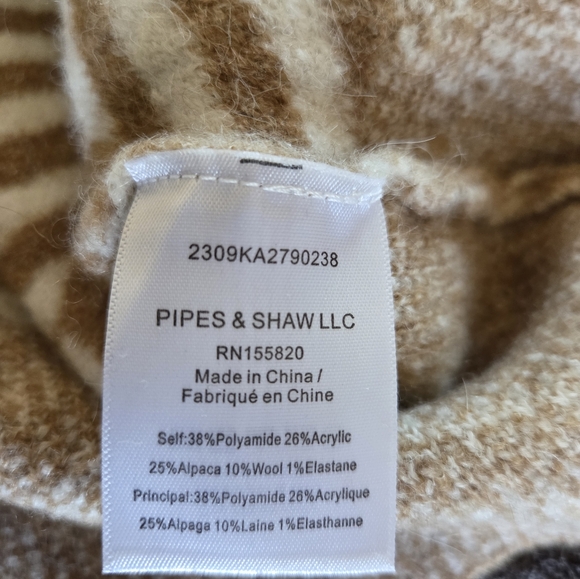 2309KA2790238
PIPES & SHAW LLC
RN155820
Made in China /
Fabriqué en Chine
Self:38%Polyamide 26%Acrylic
25%Alpaca 10%Wool 1%Elastane
Principal:38%Polyamide 26%Acrylique
25%Alpaga 10%Laine 1%Elasthanne